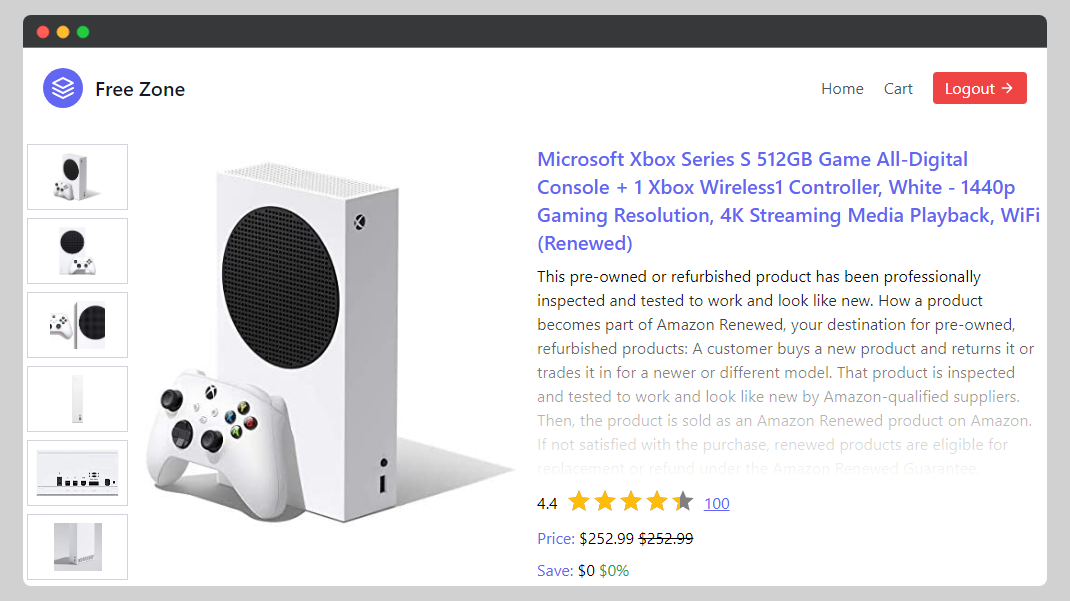 Free Zone
Home Cart Logout →
Microsoft Xbox Series S 512GB Game All-Digital
Console + 1 Xbox Wireless1 Controller, White - 1440p
Gaming Resolution, 4K Streaming Media Playback, WiFi
(Renewed)
This pre-owned or refurbished product has been professionally
inspected and tested to work and look like new. How a product
becomes part of Amazon Renewed, your destination for pre-owned,
refurbished products: A customer buys a new product and returns it or
trades it in for a newer or different model. That product is inspected
and tested to work and look like new by Amazon-qualified suppliers.
Then, the product is sold as an Amazon Renewed product on Amazon.
If not satisfied with the purchase, renewed products are eligible for
replacement or refund under the Amazon Renewed Guarantee.
4.4 100
Price: $252.99 $252.99
Save: $0 $0%